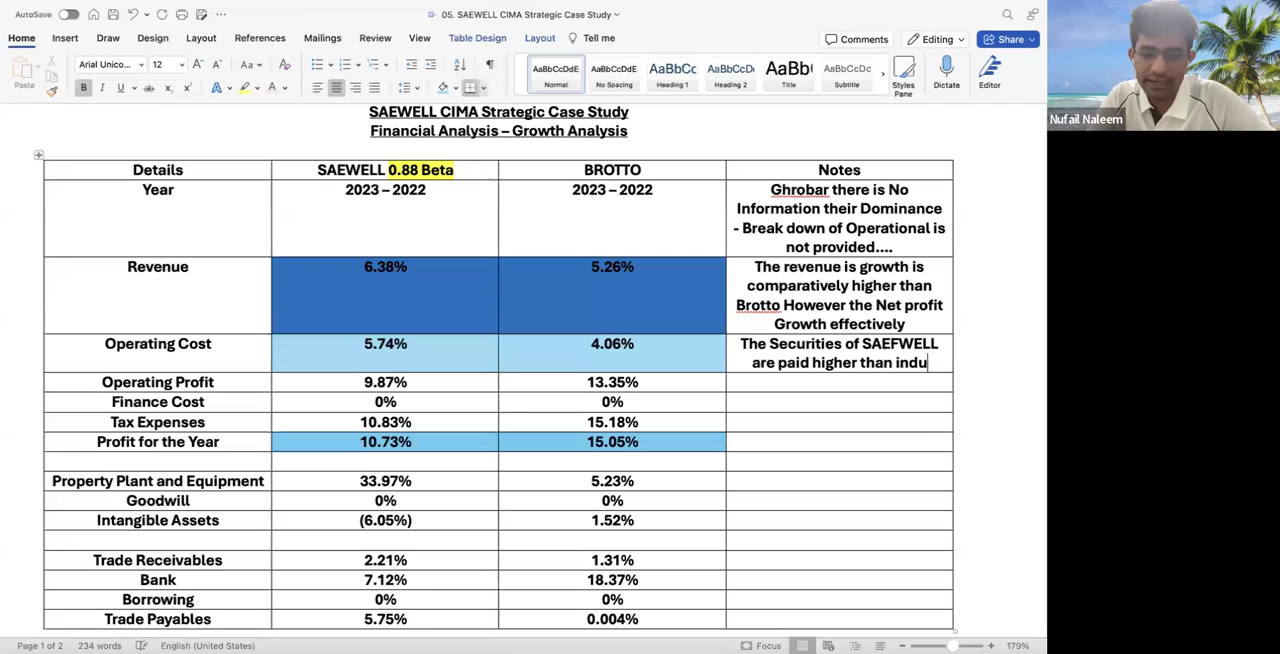 AutoSave
05. SAEWELL CIMA Strategic Case Study
Home Insert Draw Design Layout References Mailings Review View Table Design Layout Tell me Comments Editing Share
Paste
Arial Unico... 12
B I U ab x₂ x²
AaBbCcDdE Normal
AaBbCcDdE No Spacing
AaBbCc Heading 1
AaBbCcD Heading 2
AaBb Title
AaBbCcDc Subtitle
Styles Pane
Dictate
Editor
Nufail Naleem
SAEWELL CIMA Strategic Case Study
Financial Analysis – Growth Analysis
Details SAEWELL 0.88 Beta BROTTO Notes
Year 2023 – 2022 2023 – 2022 Ghrobar there is No
Information their Dominance
- Break down of Operational is
not provided....
Revenue 6.38% 5.26% The revenue is growth is
comparatively higher than
Brotto However the Net profit
Growth effectively
Operating Cost 5.74% 4.06% The Securities of SAEFWELL
are paid higher than indu
Operating Profit 9.87% 13.35%
Finance Cost 0% 0%
Tax Expenses 10.83% 15.18%
Profit for the Year 10.73% 15.05%
Property Plant and Equipment 33.97% 5.23%
Goodwill 0% 0%
Intangible Assets (6.05%) 1.52%
Trade Receivables 2.21% 1.31%
Bank 7.12% 18.37%
Borrowing 0% 0%
Trade Payables 5.75% 0.004%
Page 1 of 2 234 words English (United States) Focus 179%